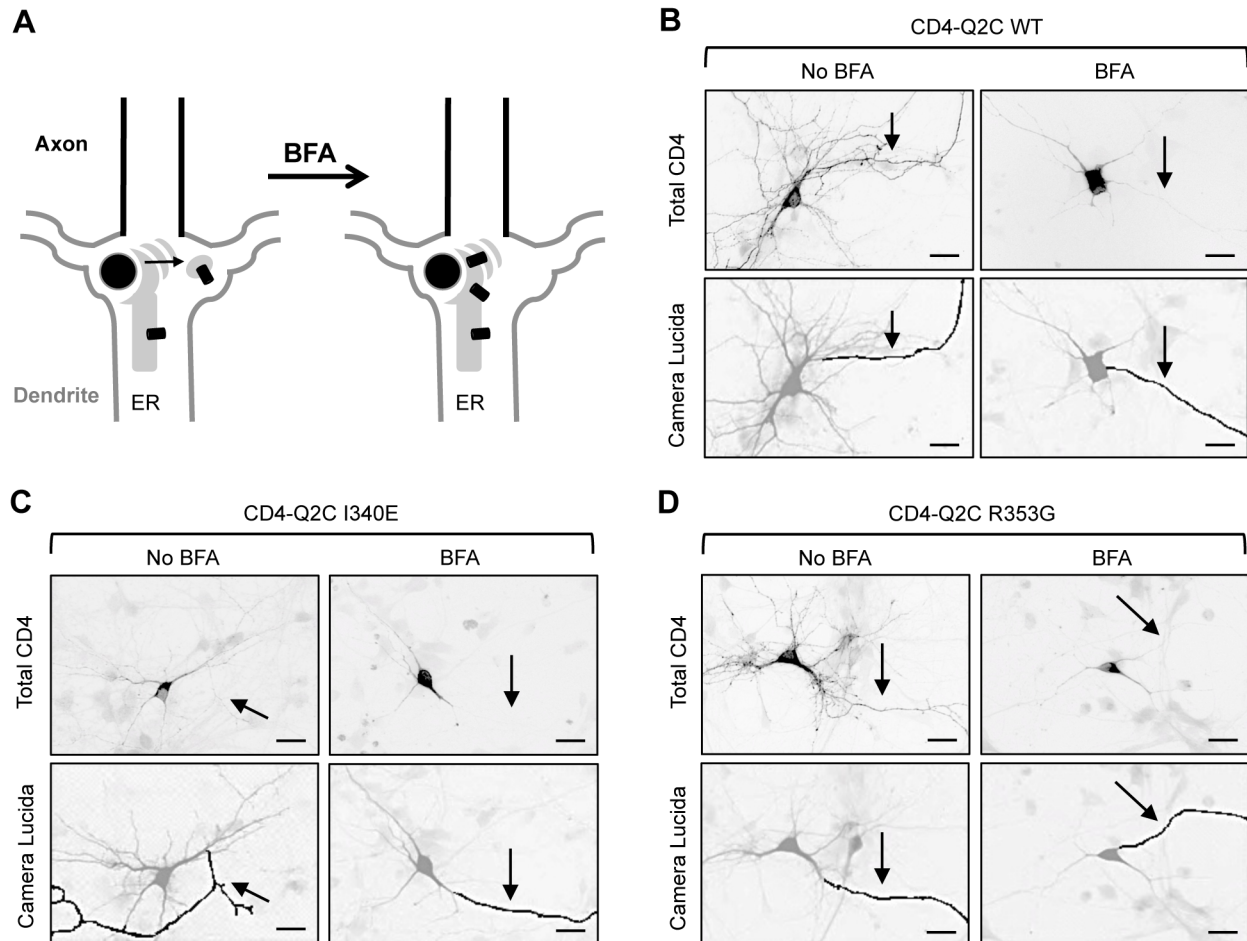 A
Axon
BFA
Dendrite
ER
ER
B
CD4-Q2C WT
No BFA
BFA
Total CD4
Camera Lucida
C
CD4-Q2C I340E
No BFA
BFA
Total CD4
Camera Lucida
D
CD4-Q2C R353G
No BFA
BFA
Total CD4
Camera Lucida